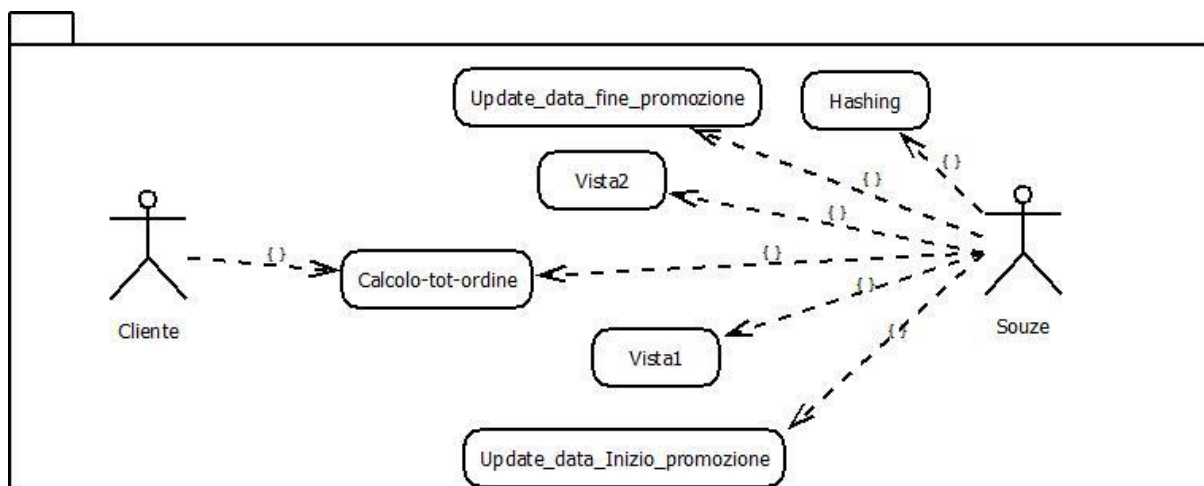 Update_data_fine_promozione
Hashing
{ }
{ }
Vista2
{ }
{ }
{ }
Calcolo-tot-ordine
Cliente
Souze
{ }
{ }
Vista1
Update_data_Inizio_promozione